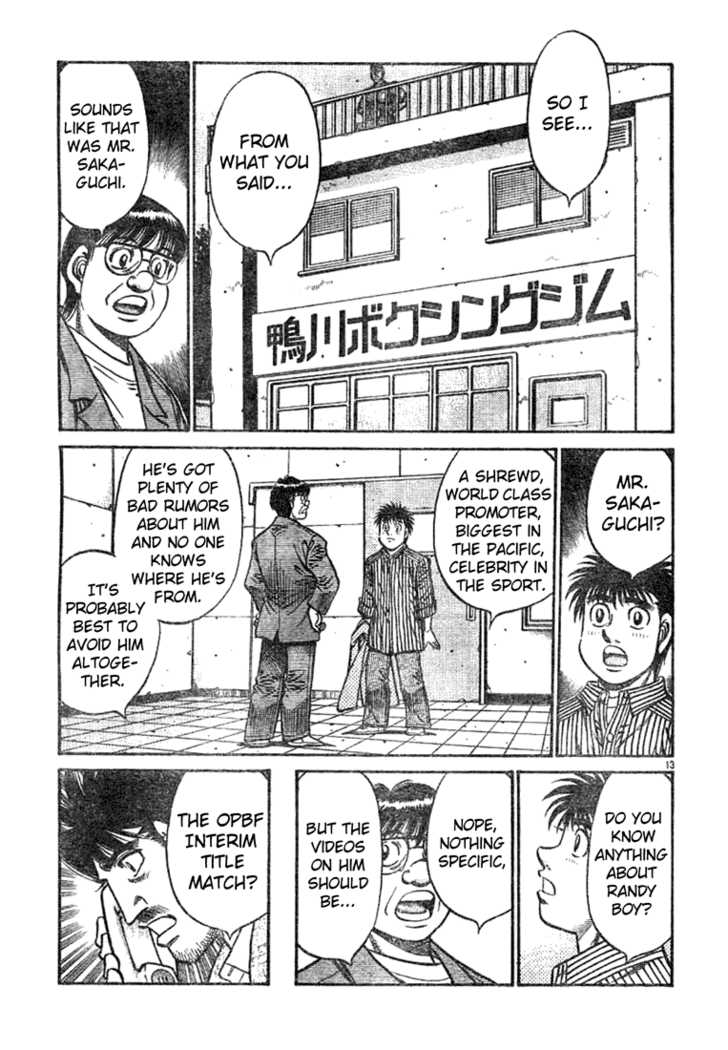 SO I
SEE...
FROM
WHAT YOU
SAID...
鴨川ボクシングジム
SOUNDS
LIKE THAT
WAS MR.
SAKA-
GUCHI.
MR.
SAKA-
GUCHI?
A SHREWD,
WORLD CLASS
PROMOTER,
BIGGEST IN
THE PACIFIC,
CELEBRITY IN
THE SPORT.
HE'S GOT
PLENTY OF
BAD RUMORS
ABOUT HIM
AND NO ONE
KNOWS
WHERE HE'S
FROM.
IT'S
PROBABLY
BEST TO
AVOID HIM
ALTOGE-
THER.
13
DO YOU
KNOW
ANYTHING
ABOUT
RANDY
BOY?
NOPE,
NOTHING
SPECIFIC,
BUT THE
VIDEOS
ON HIM
SHOULD
BE...
THE OPBF
INTERIM
TITLE
MATCH?